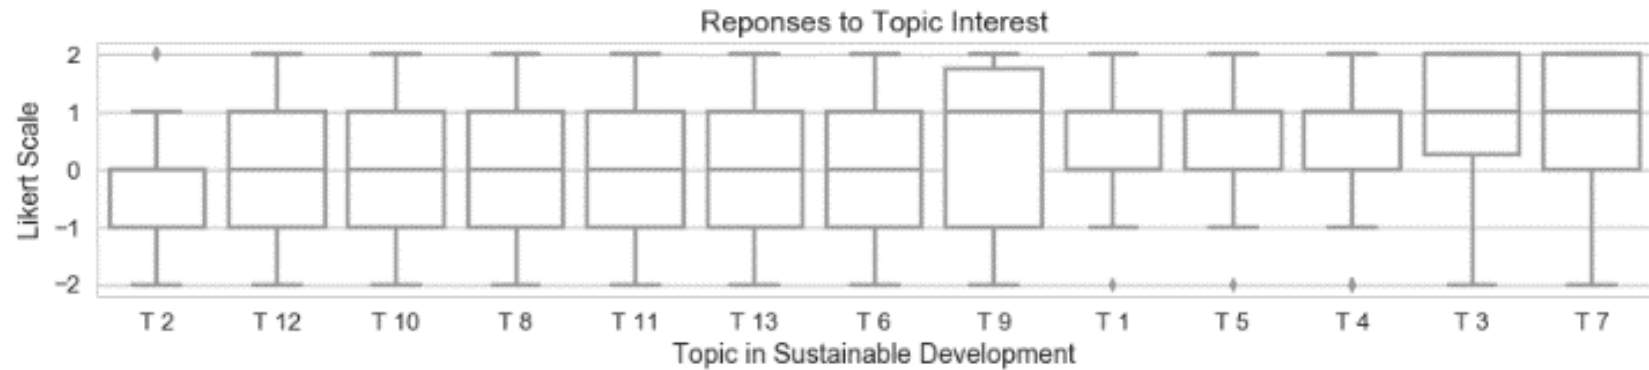 Reponses to Topic Interest
Likert Scale
2
1
0
−1
−2
T 2 T 12 T 10 T 8 T 11 T 13 T 6 T 9 T 1 T 5 T 4 T 3 T 7
Topic in Sustainable Development